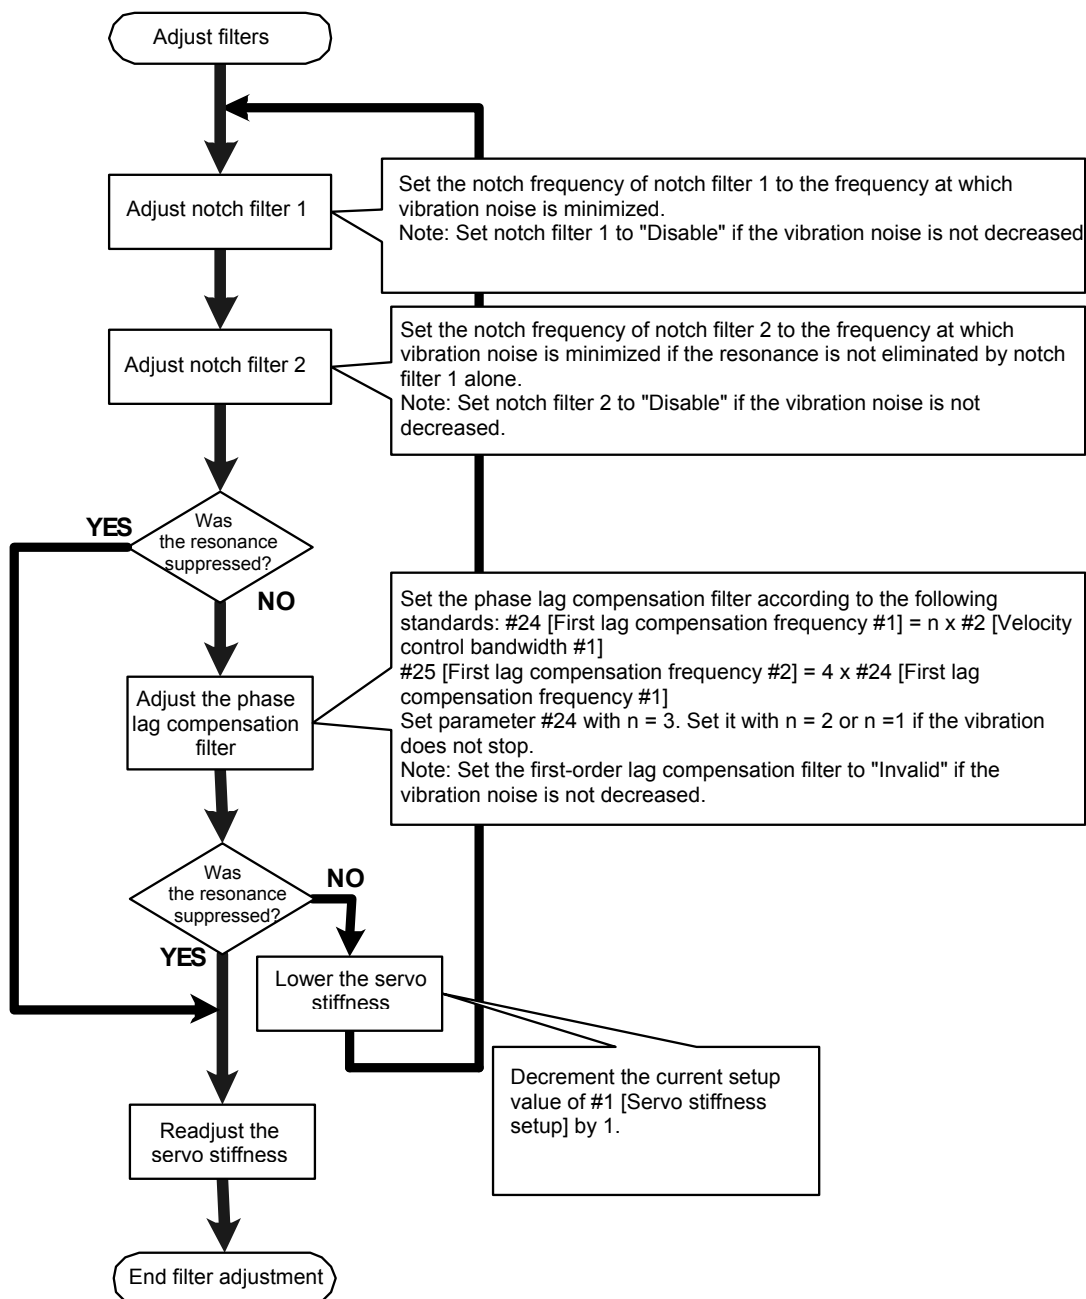 Adjust filters
Adjust notch filter 1
Set the notch frequency of notch filter 1 to the frequency at which
vibration noise is minimized.
Note: Set notch filter 1 to "Disable" if the vibration noise is not decreased
Adjust notch filter 2
Set the notch frequency of notch filter 2 to the frequency at which
vibration noise is minimized if the resonance is not eliminated by notch
filter 1 alone.
Note: Set notch filter 2 to "Disable" if the vibration noise is not
decreased.
YES
Was
the resonance
suppressed?
NO
Adjust the phase
lag compensation
filter
Set the phase lag compensation filter according to the following
standards: #24 [First lag compensation frequency #1] = n x #2 [Velocity
control bandwidth #1]
#25 [First lag compensation frequency #2] = 4 x #24 [First lag
compensation frequency #1]
Set parameter #24 with n = 3. Set it with n = 2 or n =1 if the vibration
does not stop.
Note: Set the first-order lag compensation filter to "Invalid" if the
vibration noise is not decreased.
Was
the resonance
suppressed?
NO
YES
Lower the servo
stiffness
Decrement the current setup
value of #1 [Servo stiffness
setup] by 1.
Readjust the
servo stiffness
End filter adjustment